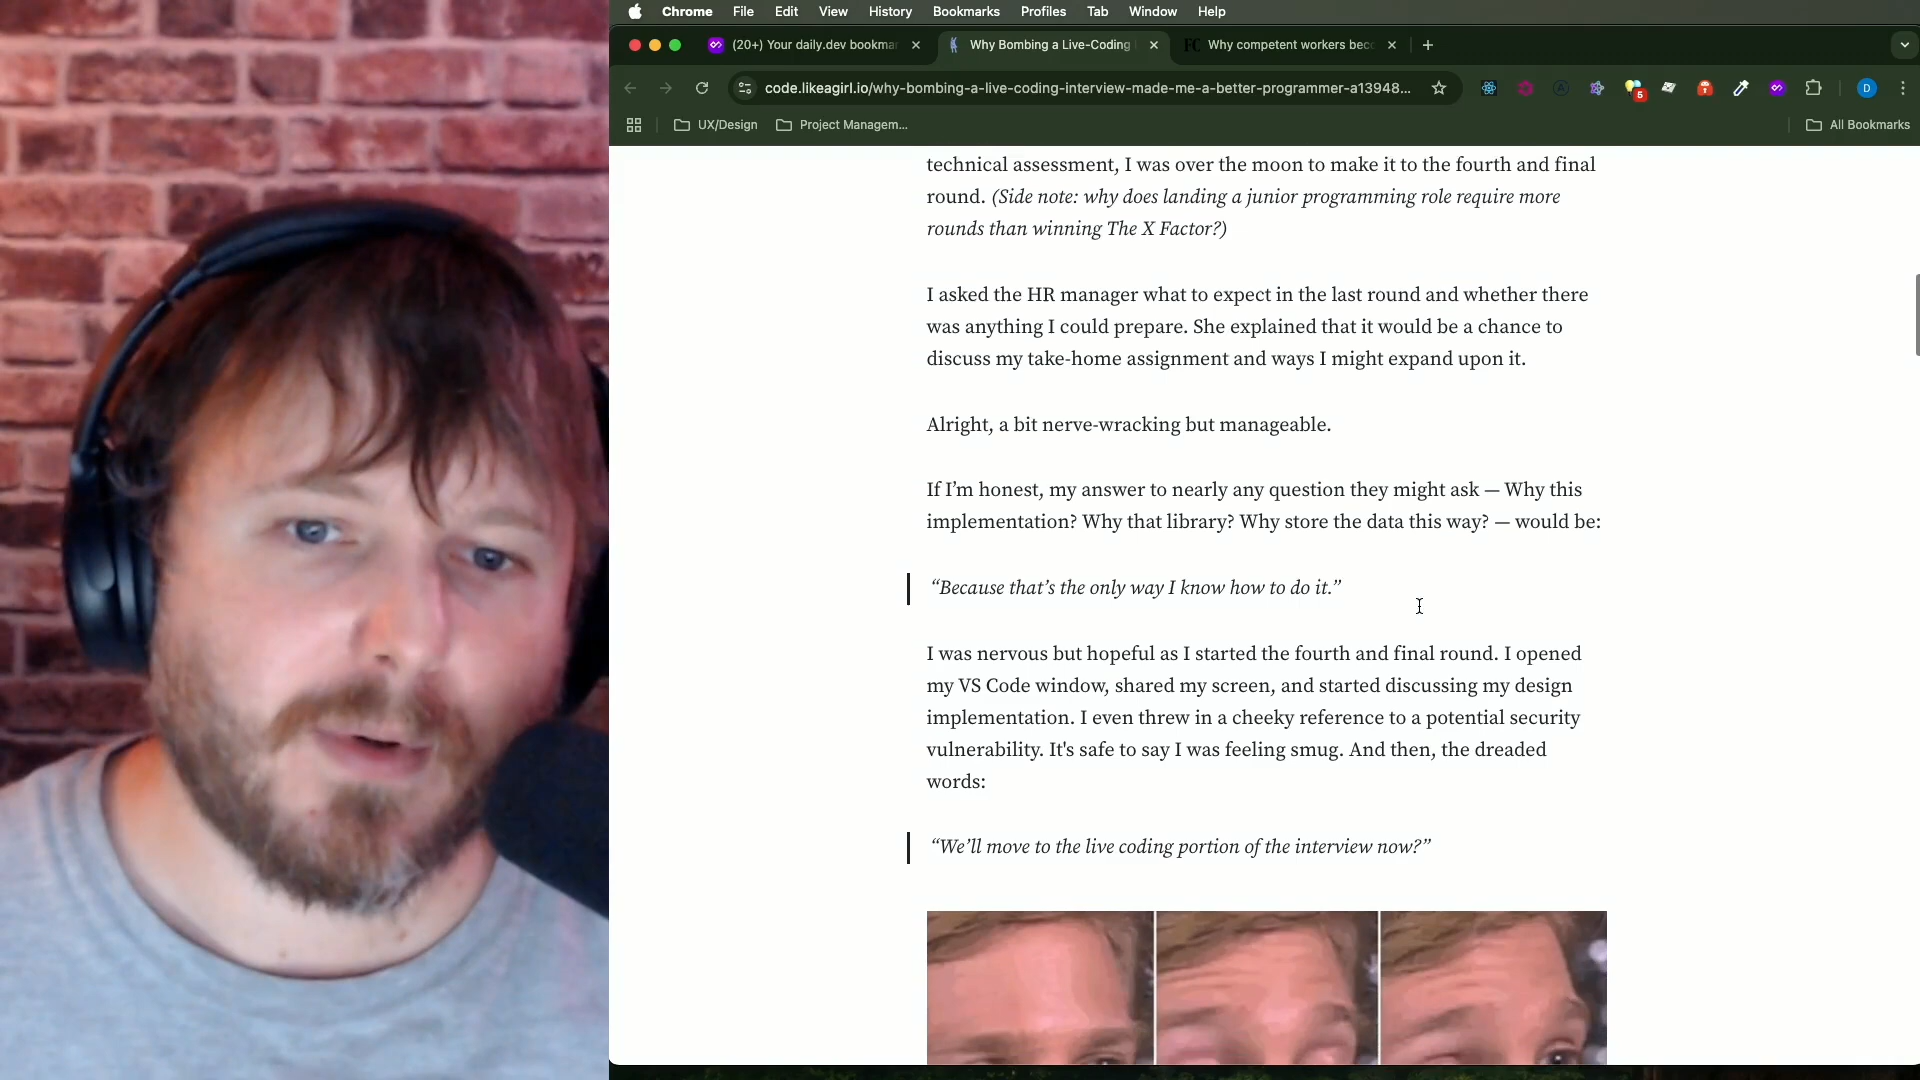 Chrome File Edit View History Bookmarks Profiles Tab Window Help
(20+) Your daily.dev bookmar
Why Bombing a Live-Coding
FC Why competent workers beco
code.likeagirl.io/why-bombing-a-live-coding-interview-made-me-a-better-programmer-a13948...
5
D
UX/Design
Project Managem...
All Bookmarks
technical assessment, I was over the moon to make it to the fourth and final
round. (Side note: why does landing a junior programming role require more
rounds than winning The X Factor?)
I asked the HR manager what to expect in the last round and whether there
was anything I could prepare. She explained that it would be a chance to
discuss my take-home assignment and ways I might expand upon it.
Alright, a bit nerve-wracking but manageable.
If I’m honest, my answer to nearly any question they might ask — Why this
implementation? Why that library? Why store the data this way? — would be:
“Because that’s the only way I know how to do it.”
I was nervous but hopeful as I started the fourth and final round. I opened
my VS Code window, shared my screen, and started discussing my design
implementation. I even threw in a cheeky reference to a potential security
vulnerability. It's safe to say I was feeling smug. And then, the dreaded
words:
“We’ll move to the live coding portion of the interview now?”